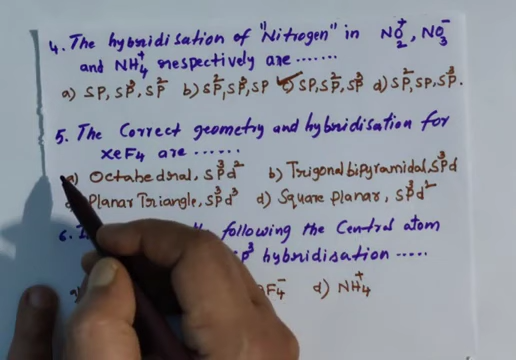 4. The hybridisation of "Nitrogen" in NO₂⁺, NO₃⁻
and NH₄⁺ respectively are .......
a) SP, SP³, SP² b) SP², SP³, SP c) SP, SP², SP³ d) SP², SP, SP³.
5. The Correct geometry and hybridisation for
XeF₄ are ......
a) Octahedral, SP³d² b) Trigonal bipyramidal, SP³d
Planar Triangle, SP³d³ d) Square planar, SP³d²
6. following the Central atom
SP³ hybridisation .....
F₄⁻ d) NH₄⁺